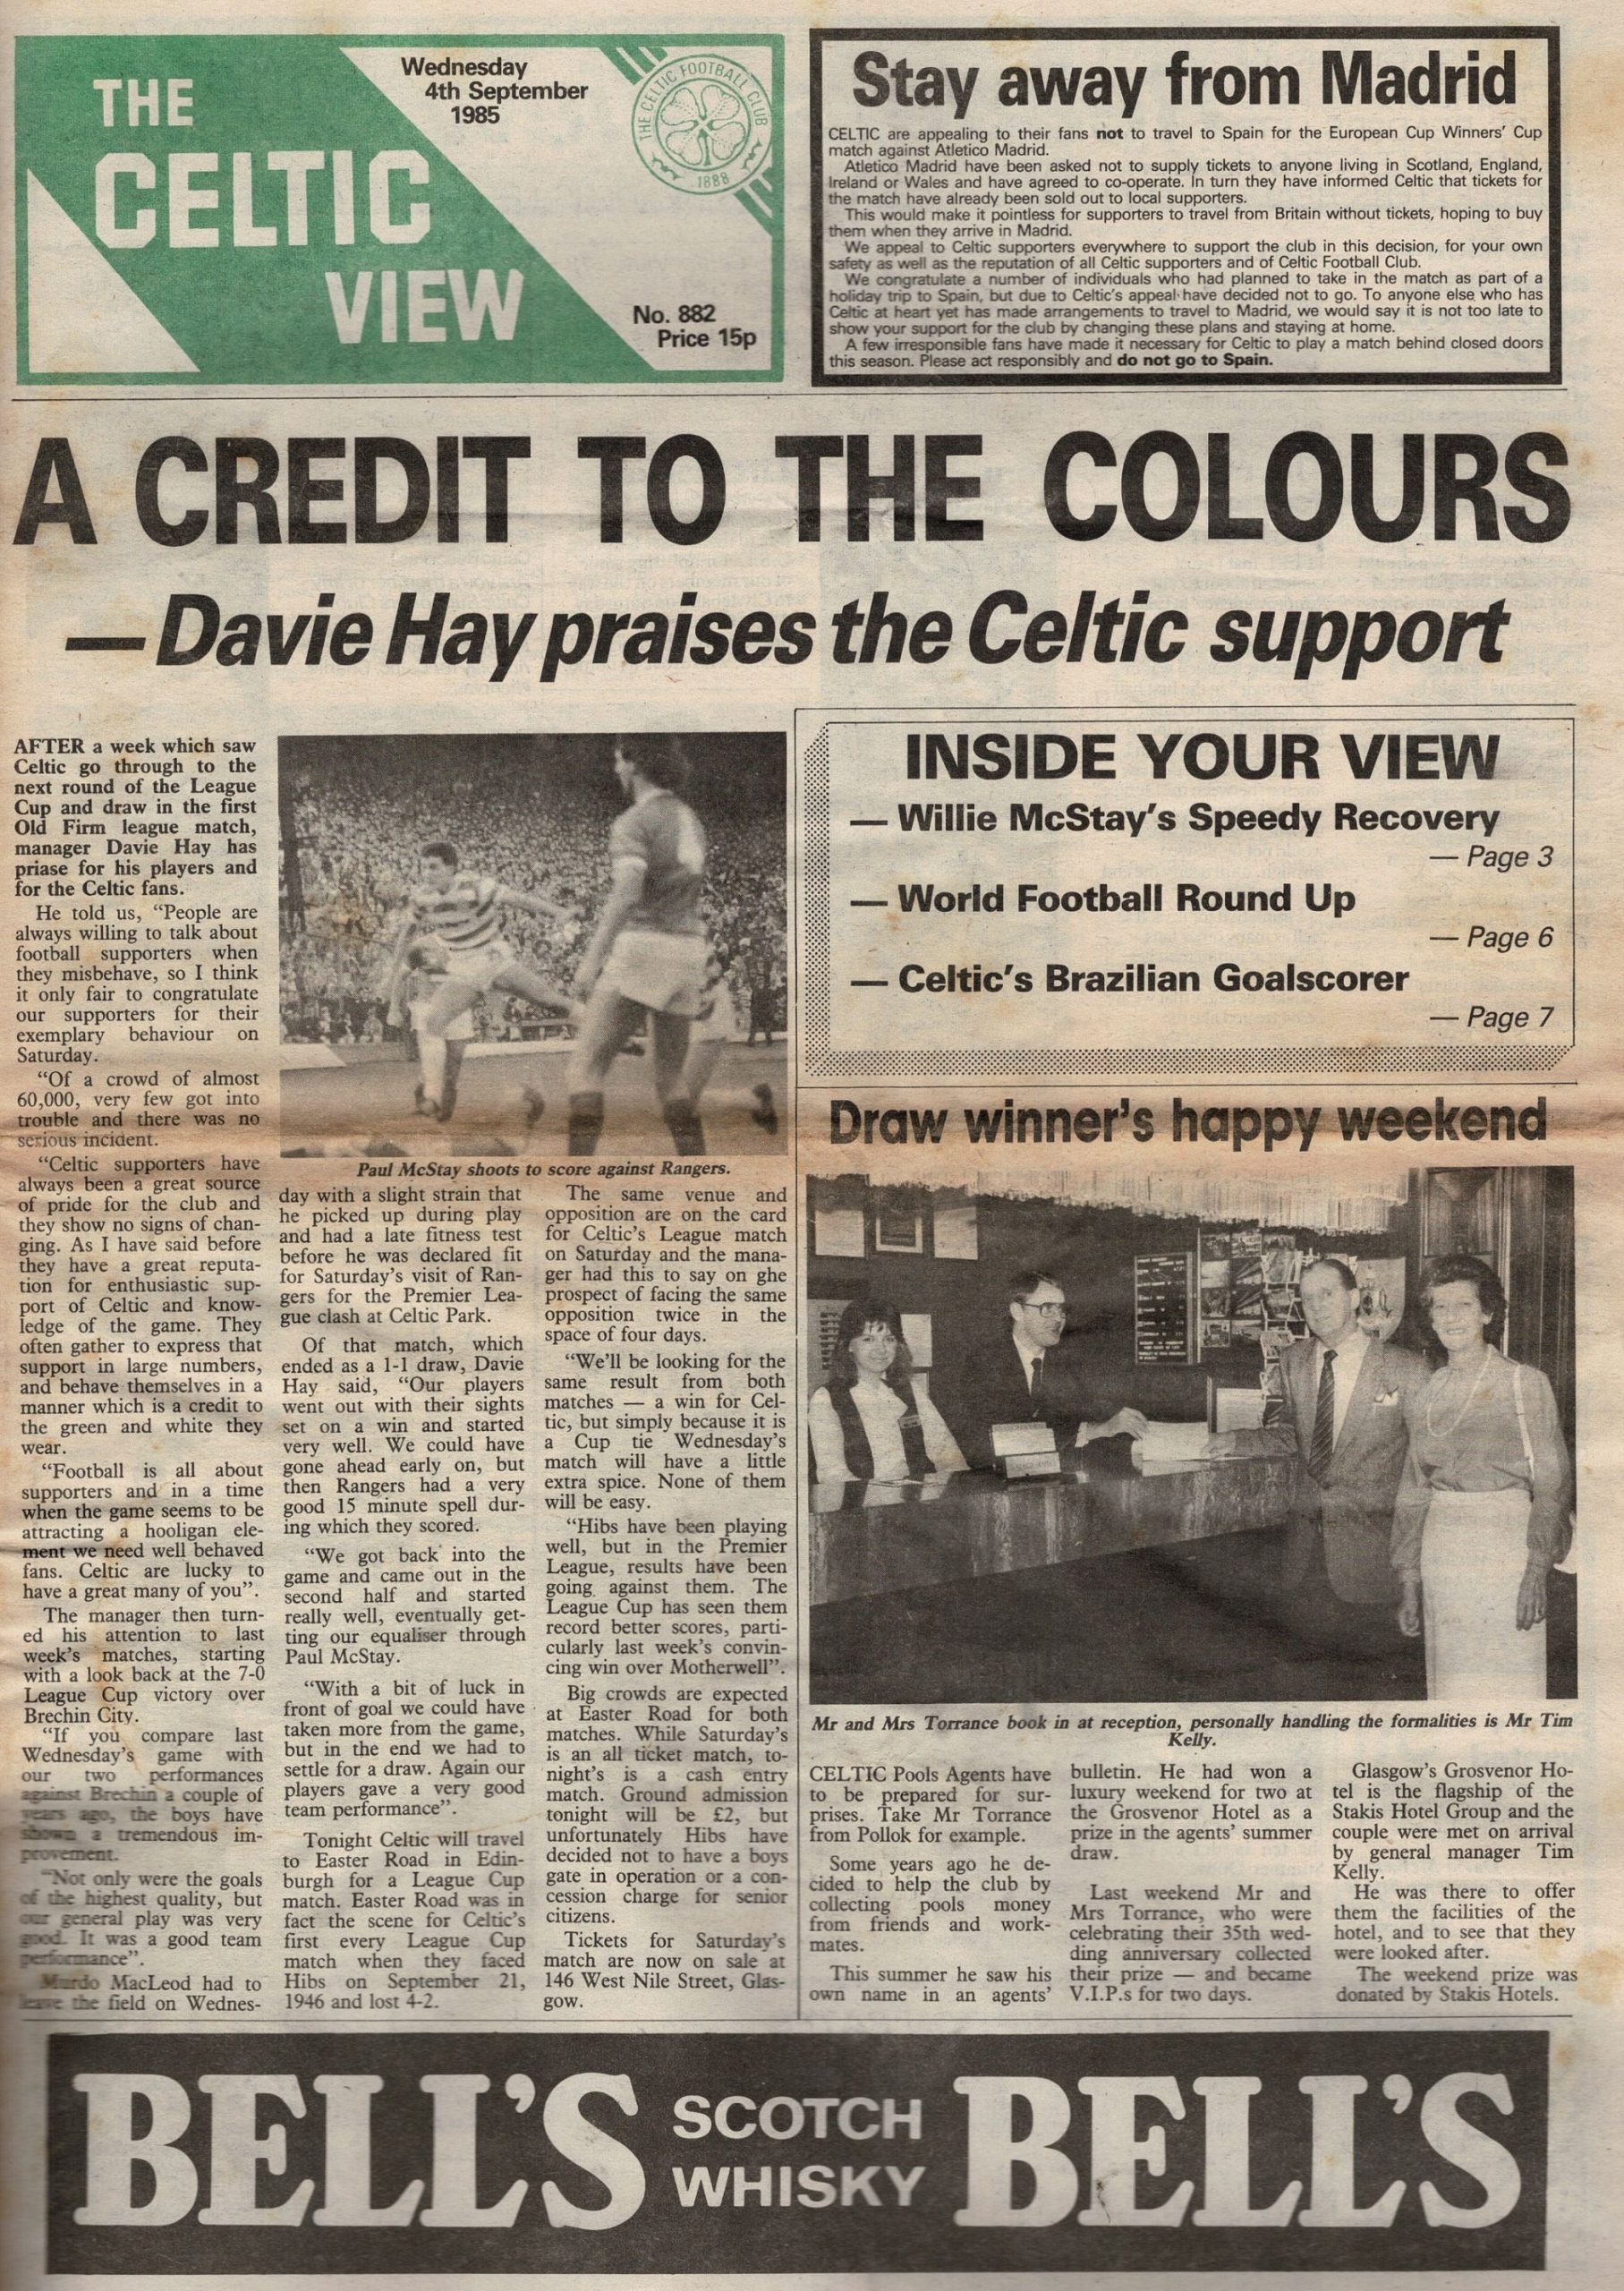 THE
CELTIC
VIEW
Wednesday
4th September
1985
THE CELTIC FOOTBALL CLUB
1888
No. 882
Price 15p
Stay away from Madrid
CELTIC are appealing to their fans not to travel to Spain for the European Cup Winners' Cup
match against Atletico Madrid.
Atletico Madrid have been asked not to supply tickets to anyone living in Scotland, England,
Ireland or Wales and have agreed to co-operate. In turn they have informed Celtic that tickets for
the match have already been sold out to local supporters.
This would make it pointless for supporters to travel from Britain without tickets, hoping to buy
them when they arrive in Madrid.
We appeal to Celtic supporters everywhere to support the club in this decision, for your own
safety as well as the reputation of all Celtic supporters and of Celtic Football Club.
We congratulate a number of individuals who had planned to take in the match as part of a
holiday trip to Spain, but due to Celtic's appeal have decided not to go. To anyone else who has
Celtic at heart yet has made arrangements to travel to Madrid, we would say it is not too late to
show your support for the club by changing these plans and staying at home.
A few irresponsible fans have made it necessary for Celtic to play a match behind closed doors
this season. Please act responsibly and do not go to Spain.
A CREDIT TO THE COLOURS
— Davie Hay praises the Celtic support
AFTER a week which saw
Celtic go through to the
next round of the League
Cup and draw in the first
Old Firm league match,
manager Davie Hay has
priase for his players and
for the Celtic fans.
He told us, "People are
always willing to talk about
football supporters when
they misbehave, so I think
it only fair to congratulate
our supporters for their
exemplary behaviour on
Saturday.
"Of a crowd of almost
60,000, very few got into
trouble and there was no
serious incident.
"Celtic supporters have
always been a great source
of pride for the club and
they show no signs of chan-
ging. As I have said before
they have a great reputa-
tion for enthusiastic sup-
port of Celtic and know-
ledge of the game. They
often gather to express that
support in large numbers,
and behave themselves in a
manner which is a credit to
the green and white they
wear.
"Football is all about
supporters and in a time
when the game seems to be
attracting a hooligan ele-
ment we need well behaved
fans. Celtic are lucky to
have a great many of you".
The manager then turn-
ed his attention to last
week's matches, starting
with a look back at the 7-0
League Cup victory over
Brechin City.
"If you compare last
Wednesday's game with
our two performances
against Brechin a couple of
years ago, the boys have
shown a tremendous im-
provement.
"Not only were the goals
of the highest quality, but
our general play was very
good. It was a good team
performance".
Murdo MacLeod had to
leave the field on Wednes-
Paul McStay shoots to score against Rangers.
day with a slight strain that
he picked up during play
and had a late fitness test
before he was declared fit
for Saturday's visit of Ran-
gers for the Premier Lea-
gue clash at Celtic Park.
Of that match, which
ended as a 1-1 draw, Davie
Hay said, "Our players
went out with their sights
set on a win and started
very well. We could have
gone ahead early on, but
then Rangers had a very
good 15 minute spell dur-
ing which they scored.
"We got back into the
game and came out in the
second half and started
really well, eventually get-
ting our equaliser through
Paul McStay.
"With a bit of luck in
front of goal we could have
taken more from the game,
but in the end we had to
settle for a draw. Again our
players gave a very good
team performance".
Tonight Celtic will travel
to Easter Road in Edin-
burgh for a League Cup
match. Easter Road was in
fact the scene for Celtic's
first every League Cup
match when they faced
Hibs on September 21,
1946 and lost 4-2.
The same venue and
opposition are on the card
for Celtic's League match
on Saturday and the mana-
ger had this to say on ghe
prospect of facing the same
opposition twice in the
space of four days.
"We'll be looking for the
same result from both
matches — a win for Cel-
tic, but simply because it is
a Cup tie Wednesday's
match will have a little
extra spice. None of them
will be easy.
"Hibs have been playing
well, but in the Premier
League, results have been
going against them. The
League Cup has seen them
record better scores, parti-
cularly last week's convin-
cing win over Motherwell".
Big crowds are expected
at Easter Road for both
matches. While Saturday's
is an all ticket match, to-
night's is a cash entry
match. Ground admission
tonight will be £2, but
unfortunately Hibs have
decided not to have a boys
gate in operation or a con-
cession charge for senior
citizens.
Tickets for Saturday's
match are now on sale at
146 West Nile Street, Glas-
gow.
INSIDE YOUR VIEW
— Willie McStay's Speedy Recovery
— Page 3
— World Football Round Up
— Page 6
— Celtic's Brazilian Goalscorer
— Page 7
Draw winner's happy weekend
Mr and Mrs Torrance book in at reception, personally handling the formalities is Mr Tim
Kelly.
CELTIC Pools Agents have
to be prepared for sur-
prises. Take Mr Torrance
from Pollok for example.
Some years ago he de-
cided to help the club by
collecting pools money
from friends and work-
mates.
This summer he saw his
own name in an agents'
bulletin. He had won a
luxury weekend for two at
the Grosvenor Hotel as a
prize in the agents' summer
draw.
Last weekend Mr and
Mrs Torrance, who were
celebrating their 35th wed-
ding anniversary collected
their prize — and became
V.I.P.s for two days.
Glasgow's Grosvenor Ho-
tel is the flagship of the
Stakis Hotel Group and the
couple were met on arrival
by general manager Tim
Kelly.
He was there to offer
them the facilities of the
hotel, and to see that they
were looked after.
The weekend prize was
donated by Stakis Hotels.
BELL'S SCOTCH WHISKY BELL'S